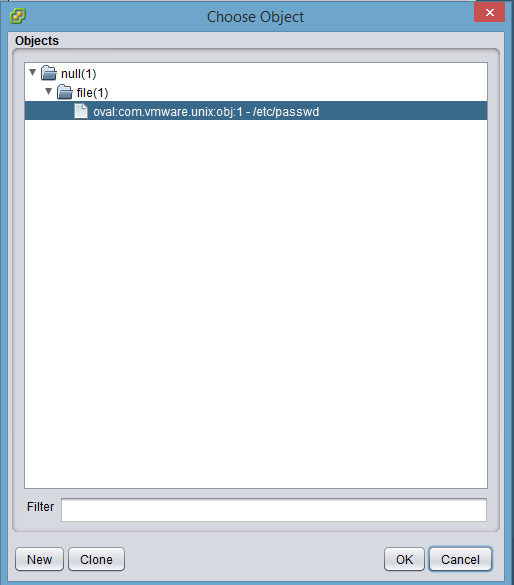 Choose Object
Objects
null(1)
file(1)
oval:com.vmware.unix:obj:1 - /etc/passwd
Filter
New Clone OK Cancel